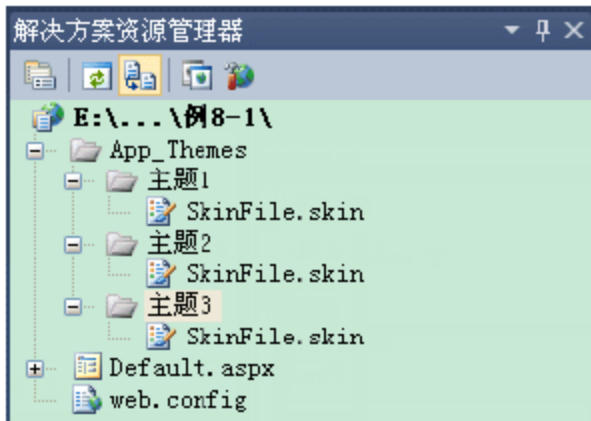 解决方案资源管理器
E:\...\例8-1\
App_Themes
主题1
SkinFile.skin
主题2
SkinFile.skin
主题3
SkinFile.skin
Default.aspx
web.config